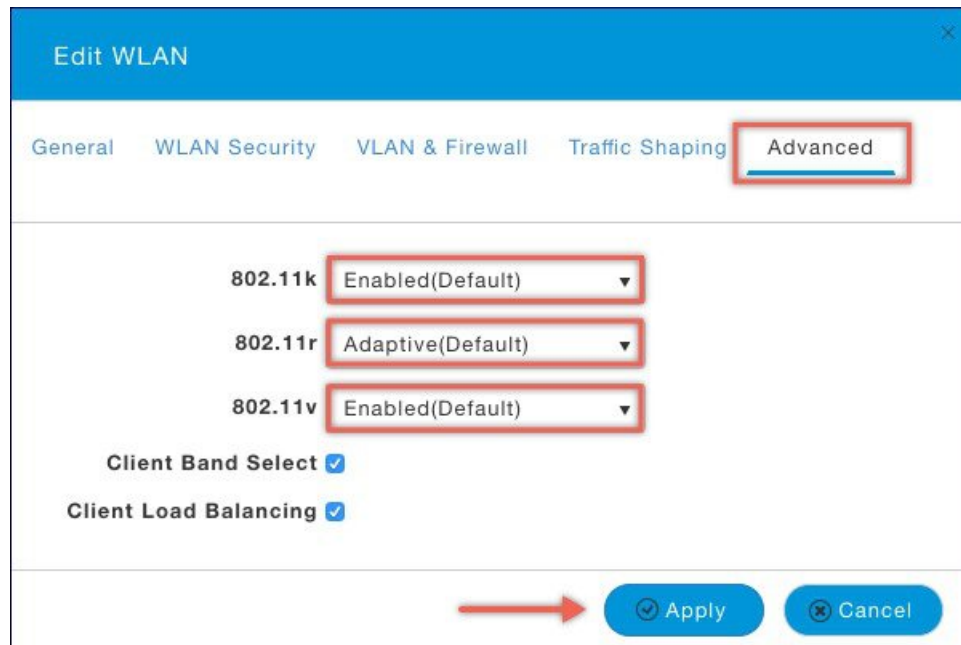 Edit WLAN
General WLAN Security VLAN & Firewall Traffic Shaping Advanced
802.11k Enabled(Default)
802.11r Adaptive(Default)
802.11v Enabled(Default)
Client Band Select
Client Load Balancing
Apply Cancel